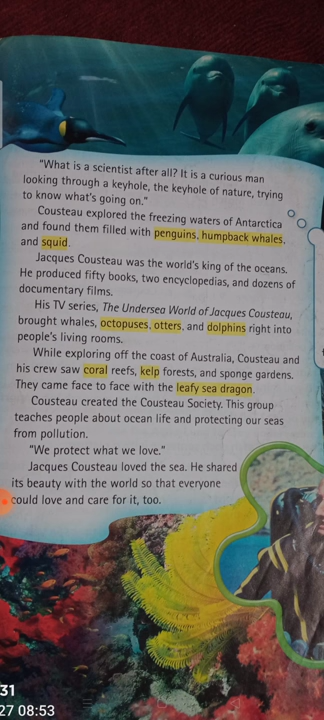 "What is a scientist after all? It is a curious man
looking through a keyhole, the keyhole of nature, trying
to know what's going on."
Cousteau explored the freezing waters of Antarctica
and found them filled with penguins, humpback whales,
and squid.
Jacques Cousteau was the world's king of the oceans.
He produced fifty books, two encyclopedias, and dozens of
documentary films.
His TV series, The Undersea World of Jacques Cousteau,
brought whales, octopuses, otters, and dolphins right into
people's living rooms.
While exploring off the coast of Australia, Cousteau and
his crew saw coral reefs, kelp forests, and sponge gardens.
They came face to face with the leafy sea dragon.
Cousteau created the Cousteau Society. This group
teaches people about ocean life and protecting our seas
from pollution.
"We protect what we love."
Jacques Cousteau loved the sea. He shared
its beauty with the world so that everyone
could love and care for it, too.
31
27 08:53